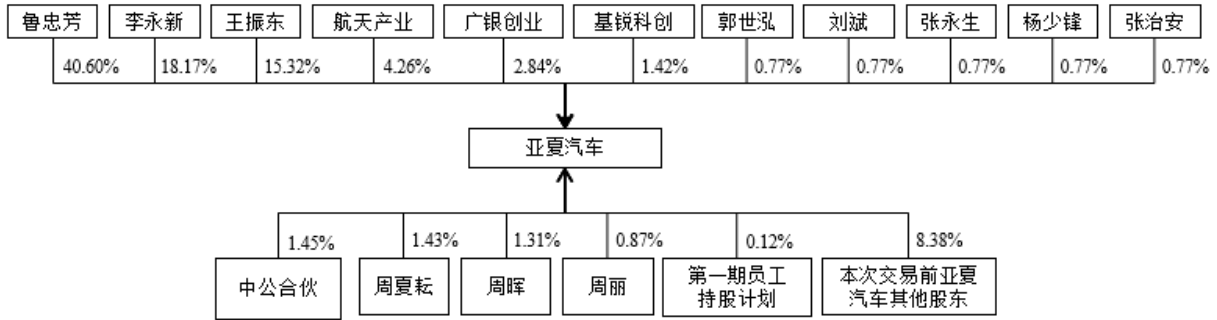 鲁忠芳 李永新 王振东 航天产业 广银创业 基锐科创 郭世泓 刘斌 张永生 杨少锋 张治安
40.60% 18.17% 15.32% 4.26% 2.84% 1.42% 0.77% 0.77% 0.77% 0.77% 0.77%
亚夏汽车
1.45% 1.43% 1.31% 0.87% 0.12% 8.38%
中公合伙 周夏耘 周晖 周丽 第一期员工 本次交易前亚夏
持股计划 汽车其他股东